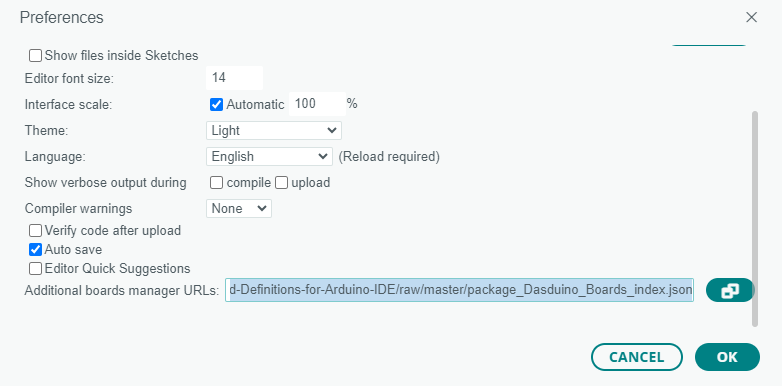 Preferences
Show files inside Sketches
Editor font size: 14
Interface scale: Automatic 100 %
Theme: Light
Language: English (Reload required)
Show verbose output during compile upload
Compiler warnings None
Verify code after upload
Auto save
Editor Quick Suggestions
Additional boards manager URLs: d-Definitions-for-Arduino-IDE/raw/master/package_Dasduino_Boards_index.json
CANCEL OK